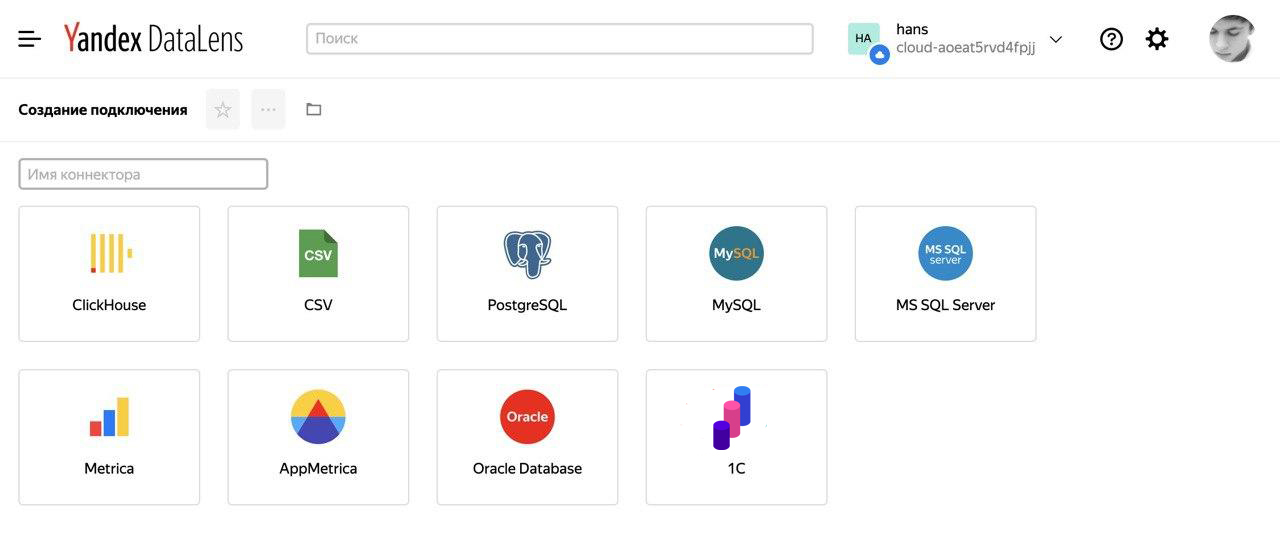 Yandex DataLens
Поиск
HA
hans
cloud-aoeat5rvd4fpjj
Создание подключения
Имя коннектора
CSV
MySQL
MS SQL
server
ClickHouse
CSV
PostgreSQL
MySQL
MS SQL Server
Oracle
Metrica
AppMetrica
Oracle Database
1C